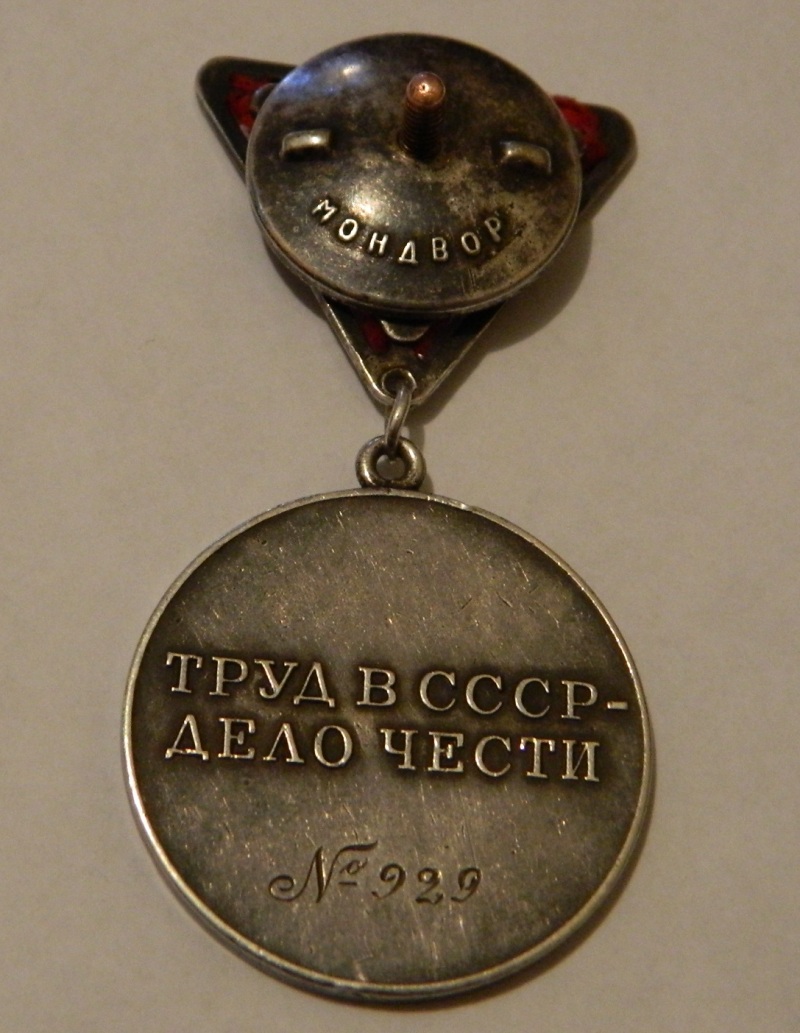 МОНДВОР
ТРУД В СССР-
ДЕЛО ЧЕСТИ
№ 929